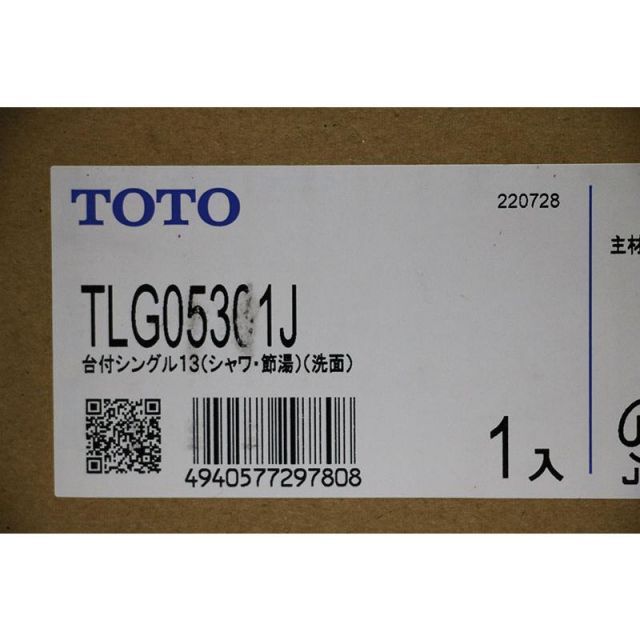 TOTO
220728
主材
TLG05301J
台付シングル13(シャワ・節湯)(洗面)
4940577297808
1入